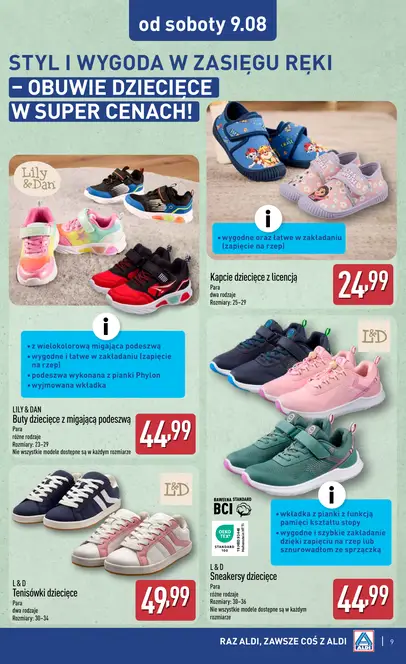 od soboty 9.08
STYL I WYGODA W ZASIĘGU RĘKI
– OBUWIE DZIECIĘCE
W SUPER CENACH!
Lily
& Dan
i
• z wielokolorową migająca podeszwą
• wygodne i łatwe w zakładaniu (zapięcie
na rzep)
• podeszwa wykonana z pianki Phylon
• wyjmowana wkładka
LILY & DAN
Buty dziecięce z migającą podeszwą
Para
różne rodzaje
Rozmiary: 23-29
Nie wszystkie modele dostępne są w każdym rozmiarze
44,99
i
• wygodne oraz łatwe w zakładaniu
(zapięcie na rzep)
Kapcie dziecięce z licencją
Para
dwa rodzaje
Rozmiary: 25-29
24,99
L&D
L & D
Tenisówki dziecięce
Para
dwa rodzaje
Rozmiary: 30-34
49,99
L&D
BAWEŁNA STANDARD
BCI
OEKO
TEX
STANDARD
100
i
• wkładka z pianki z funkcją
pamięci kształtu stopy
• wygodne i szybkie zakładanie
dzięki zapięciu na rzep lub
sznurowadłom ze sprzączką
L & D
Sneakersy dziecięce
Para
różne rodzaje
Rozmiary: 30-36
Nie wszystkie modele dostępne są w każdym
rozmiarze
44,99
RAZ ALDI, ZAWSZE COŚ Z ALDI
ALDI
9